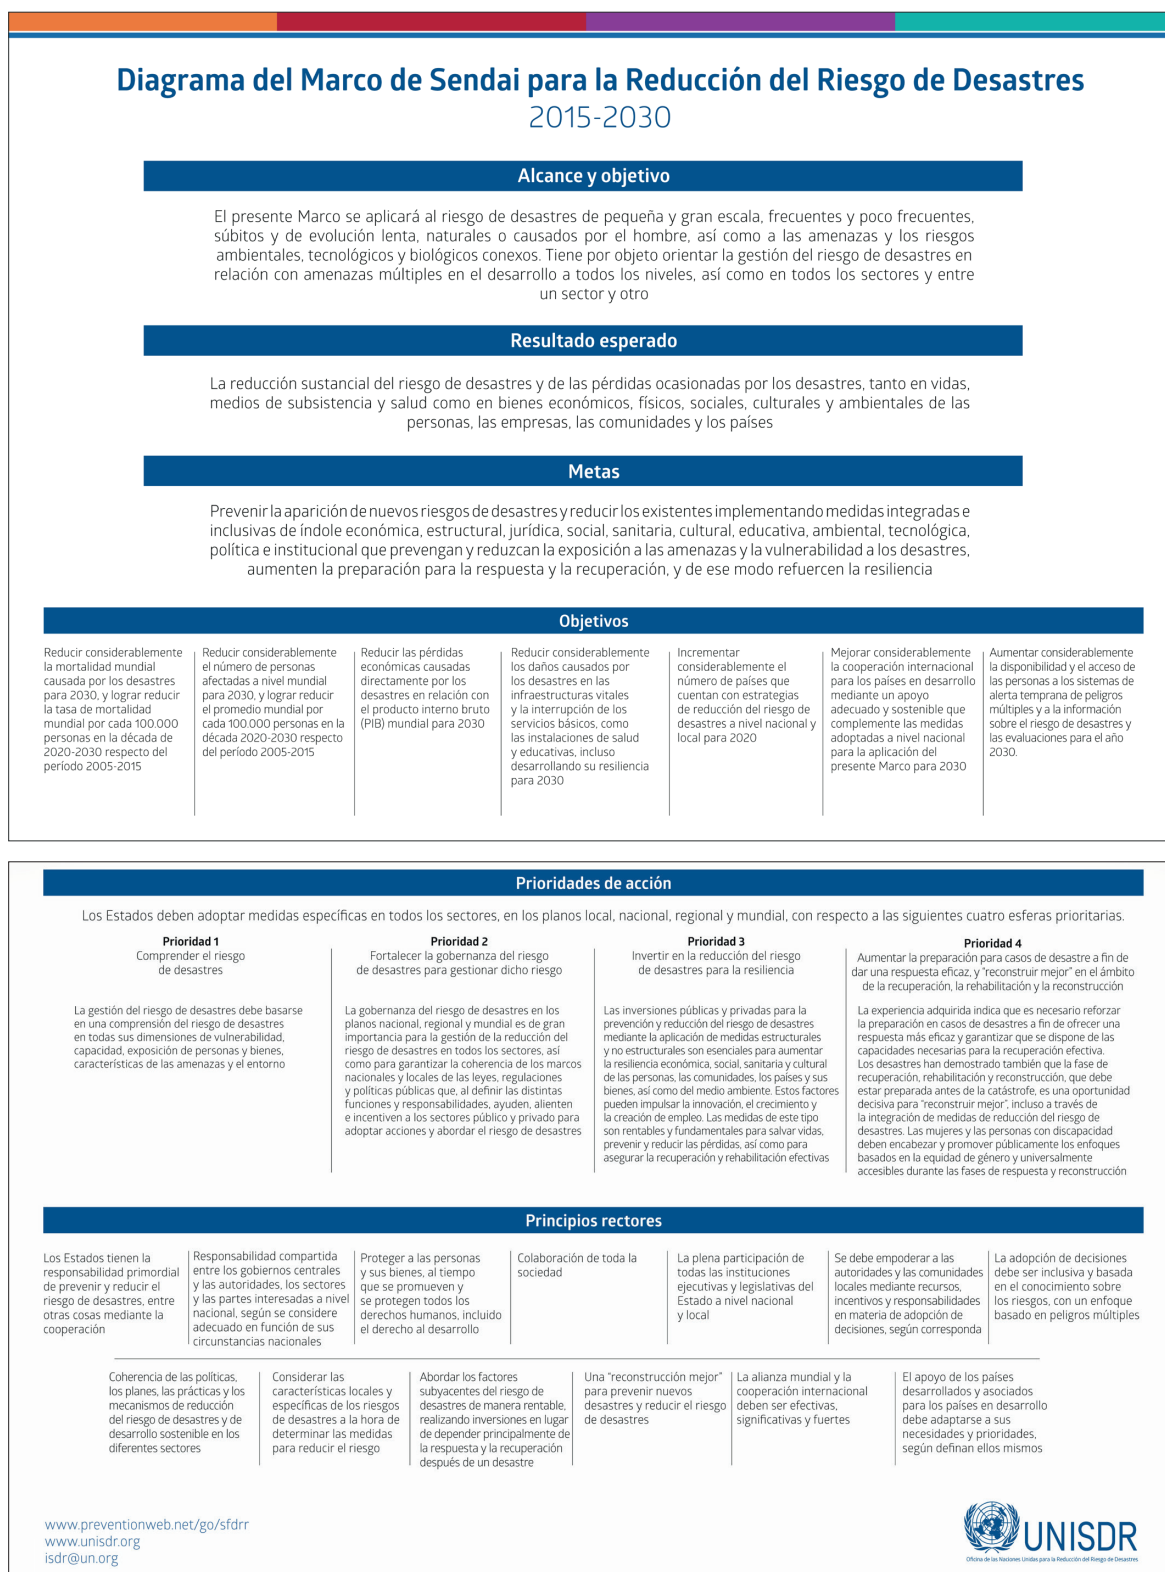 Diagrama del Marco de Sendai para la Reducción del Riesgo de Desastres
2015-2030
Alcance y objetivo
El presente Marco se aplicará al riesgo de desastres de pequeña y gran escala, frecuentes y poco frecuentes,
súbitos y de evolución lenta, naturales o causados por el hombre, así como a las amenazas y los riesgos
ambientales, tecnológicos y biológicos conexos. Tiene por objeto orientar la gestión del riesgo de desastres en
relación con amenazas múltiples en el desarrollo a todos los niveles, así como en todos los sectores y entre
un sector y otro
Resultado esperado
La reducción sustancial del riesgo de desastres y de las pérdidas ocasionadas por los desastres, tanto en vidas,
medios de subsistencia y salud como en bienes económicos, físicos, sociales, culturales y ambientales de las
personas, las empresas, las comunidades y los países
Metas
Prevenir la aparición de nuevos riesgos de desastres y reducir los existentes implementando medidas integradas e
inclusivas de índole económica, estructural, jurídica, social, sanitaria, cultural, educativa, ambiental, tecnológica,
política e institucional que prevengan y reduzcan la exposición a las amenazas y la vulnerabilidad a los desastres,
aumenten la preparación para la respuesta y la recuperación, y de ese modo refuercen la resiliencia
Objetivos
Reducir considerablemente
la mortalidad mundial
causada por los desastres
para 2030, y lograr reducir
la tasa de mortalidad
mundial por cada 100.000
personas en la década de
2020-2030 respecto del
período 2005-2015
Reducir considerablemente
el número de personas
afectadas a nivel mundial
para 2030, y lograr reducir
el promedio mundial por
cada 100.000 personas en la
década 2020-2030 respecto
del período 2005-2015
Reducir las pérdidas
económicas causadas
directamente por los
desastres en relación con
el producto interno bruto
(PIB) mundial para 2030
Reducir considerablemente
los daños causados por
los desastres en las
infraestructuras vitales
y la interrupción de los
servicios básicos, como
las instalaciones de salud
y educativas, incluso
desarrollando su resiliencia
para 2030
Incrementar
considerablemente el
número de países que
cuentan con estrategias
de reducción del riesgo de
desastres a nivel nacional y
local para 2020
Mejorar considerablemente
la cooperación internacional
para los países en desarrollo
mediante un apoyo
adecuado y sostenible que
complemente las medidas
adoptadas a nivel nacional
para la aplicación del
presente Marco para 2030
Aumentar considerablemente
la disponibilidad y el acceso de
las personas a los sistemas de
alerta temprana de peligros
múltiples y a la información
sobre el riesgo de desastres y
las evaluaciones para el año
2030.
Prioridades de acción
Los Estados deben adoptar medidas específicas en todos los sectores, en los planos local, nacional, regional y mundial, con respecto a las siguientes cuatro esferas prioritarias.
Prioridad 1
Comprender el riesgo
de desastres
La gestión del riesgo de desastres debe basarse
en una comprensión del riesgo de desastres
en todas sus dimensiones de vulnerabilidad,
capacidad, exposición de personas y bienes,
características de las amenazas y el entorno
Prioridad 2
Fortalecer la gobernanza del riesgo
de desastres para gestionar dicho riesgo
La gobernanza del riesgo de desastres en los
planos nacional, regional y mundial es de gran
importancia para la gestión de la reducción del
riesgo de desastres en todos los sectores, así
como para garantizar la coherencia de los marcos
nacionales y locales de las leyes, regulaciones
y políticas públicas que, al definir las distintas
funciones y responsabilidades, ayuden, alienten
e incentiven a los sectores público y privado para
adoptar acciones y abordar el riesgo de desastres
Prioridad 3
Invertir en la reducción del riesgo
de desastres para la resiliencia
Las inversiones públicas y privadas para la
prevención y reducción del riesgo de desastres
mediante la aplicación de medidas estructurales
y no estructurales son esenciales para aumentar
la resiliencia económica, social, sanitaria y cultural
de las personas, las comunidades, los países y sus
bienes, así como del medio ambiente. Estos factores
pueden impulsar la innovación, el crecimiento y
la creación de empleo. Las medidas de este tipo
son rentables y fundamentales para salvar vidas,
prevenir y reducir las pérdidas, así como para
asegurar la recuperación y rehabilitación efectivas
Prioridad 4
Aumentar la preparación para casos de desastre a fin de
dar una respuesta eficaz, y "reconstruir mejor" en el ámbito
de la recuperación, la rehabilitación y la reconstrucción
La experiencia adquirida indica que es necesario reforzar
la preparación en casos de desastres a fin de ofrecer una
respuesta más eficaz y garantizar que se dispone de las
capacidades necesarias para la recuperación efectiva.
Los desastres han demostrado también que la fase de
recuperación, rehabilitación y reconstrucción, que debe
estar preparada antes de la catástrofe, es una oportunidad
decisiva para "reconstruir mejor", incluso a través de
la integración de medidas de reducción del riesgo de
desastres. Las mujeres y las personas con discapacidad
deben encabezar y promover públicamente los enfoques
basados en la equidad de género y universalmente
accesibles durante las fases de respuesta y reconstrucción
Principios rectores
Los Estados tienen la
responsabilidad primordial
de prevenir y reducir el
riesgo de desastres, entre
otras cosas mediante la
cooperación
Responsabilidad compartida
entre los gobiernos centrales
y las autoridades, los sectores
y las partes interesadas a nivel
nacional, según se considere
adecuado en función de sus
circunstancias nacionales
Proteger a las personas
y sus bienes, al tiempo
que se promueven y
se protegen todos los
derechos humanos, incluido
el derecho al desarrollo
Colaboración de toda la
sociedad
La plena participación de
todas las instituciones
ejecutivas y legislativas del
Estado a nivel nacional
y local
Se debe empoderar a las
autoridades y las comunidades
locales mediante recursos,
incentivos y responsabilidades
en materia de adopción de
decisiones, según corresponda
La adopción de decisiones
debe ser inclusiva y basada
en el conocimiento sobre
los riesgos, con un enfoque
basado en peligros múltiples
Coherencia de las políticas,
los planes, las prácticas y los
mecanismos de reducción
del riesgo de desastres y de
desarrollo sostenible en los
diferentes sectores
Considerar las
características locales y
específicas de los riesgos
de desastres a la hora de
determinar las medidas
para reducir el riesgo
Abordar los factores
subyacentes del riesgo de
desastres de manera rentable,
realizando inversiones en lugar
de depender principalmente de
la respuesta y la recuperación
después de un desastre
Una "reconstrucción mejor"
para prevenir nuevos
desastres y reducir el riesgo
de desastres
La alianza mundial y la
cooperación internacional
deben ser efectivas,
significativas y fuertes
El apoyo de los países
desarrollados y asociados
para los países en desarrollo
debe adaptarse a sus
necesidades y prioridades,
según definan ellos mismos
www.preventionweb.net/go/sfdrr
www.unisdr.org
isdr@un.org
UNISDR
Oficina de las Naciones Unidas para la Reducción del Riesgo de Desastres